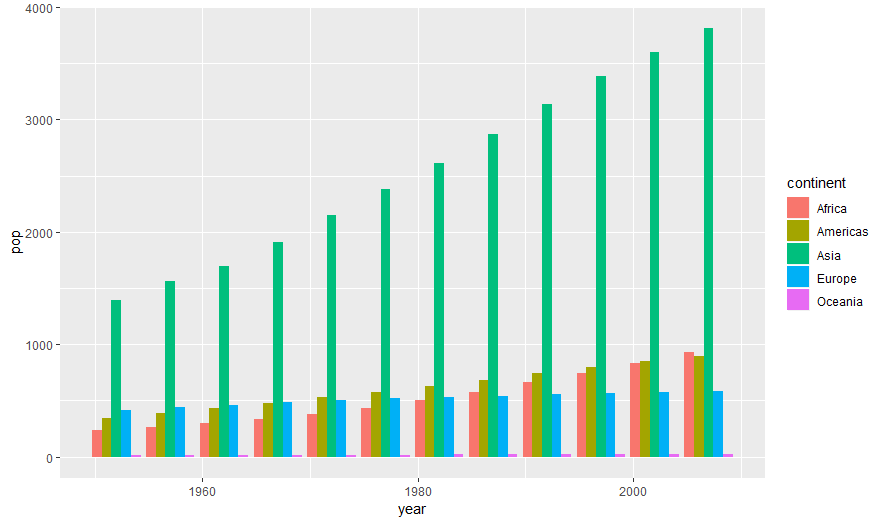 4000
3000
2000
1000
0
pop
1960
1980
2000
year
continent
Africa
Americas
Asia
Europe
Oceania